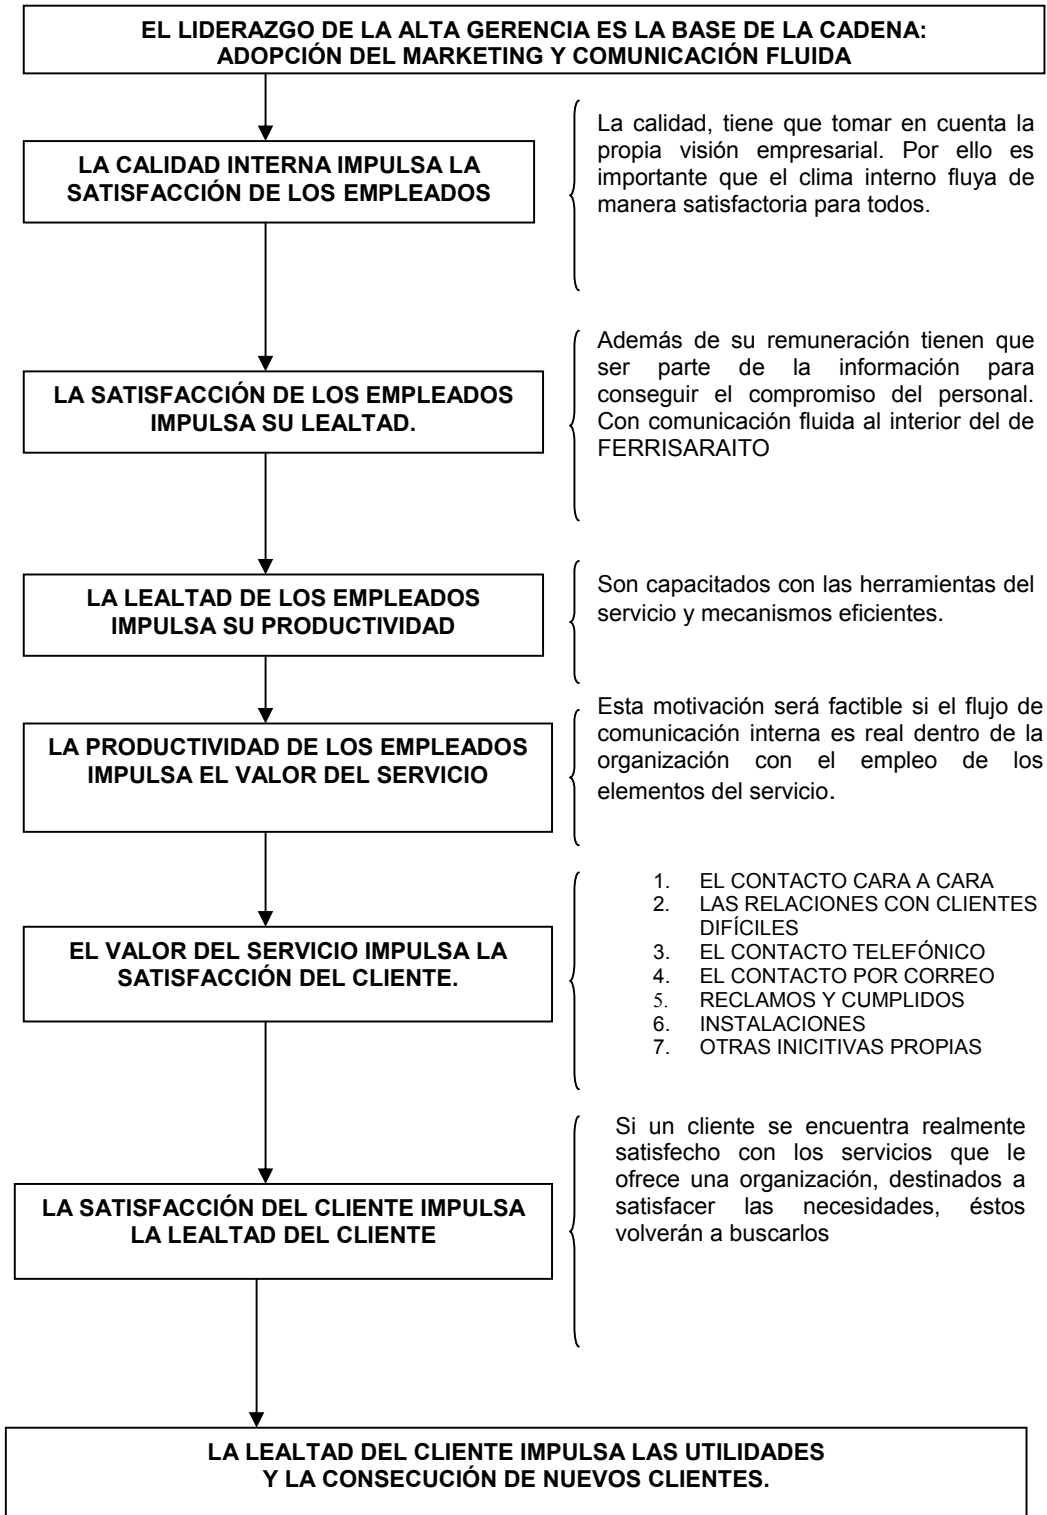 EL LIDERAZGO DE LA ALTA GERENCIA ES LA BASE DE LA CADENA:
ADOPCIÓN DEL MARKETING Y COMUNICACIÓN FLUIDA
LA CALIDAD INTERNA IMPULSA LA
SATISFACCIÓN DE LOS EMPLEADOS
La calidad, tiene que tomar en cuenta la
propia visión empresarial. Por ello es
importante que el clima interno fluya de
manera satisfactoria para todos.
LA SATISFACCIÓN DE LOS EMPLEADOS
IMPULSA SU LEALTAD.
Además de su remuneración tienen que
ser parte de la información para
conseguir el compromiso del personal.
Con comunicación fluida al interior del de
FERRISARAITO
LA LEALTAD DE LOS EMPLEADOS
IMPULSA SU PRODUCTIVIDAD
Son capacitados con las herramientas del
servicio y mecanismos eficientes.
LA PRODUCTIVIDAD DE LOS EMPLEADOS
IMPULSA EL VALOR DEL SERVICIO
Esta motivación será factible si el flujo de
comunicación interna es real dentro de la
organización con el empleo de los
elementos del servicio.
EL VALOR DEL SERVICIO IMPULSA LA
SATISFACCIÓN DEL CLIENTE.
1. EL CONTACTO CARA A CARA
2. LAS RELACIONES CON CLIENTES
DIFÍCILES
3. EL CONTACTO TELEFÓNICO
4. EL CONTACTO POR CORREO
5. RECLAMOS Y CUMPLIDOS
6. INSTALACIONES
7. OTRAS INICITIVAS PROPIAS
LA SATISFACCIÓN DEL CLIENTE IMPULSA
LA LEALTAD DEL CLIENTE
Si un cliente se encuentra realmente
satisfecho con los servicios que le
ofrece una organización, destinados a
satisfacer las necesidades, éstos
volverán a buscarlos
LA LEALTAD DEL CLIENTE IMPULSA LAS UTILIDADES
Y LA CONSECUCIÓN DE NUEVOS CLIENTES.